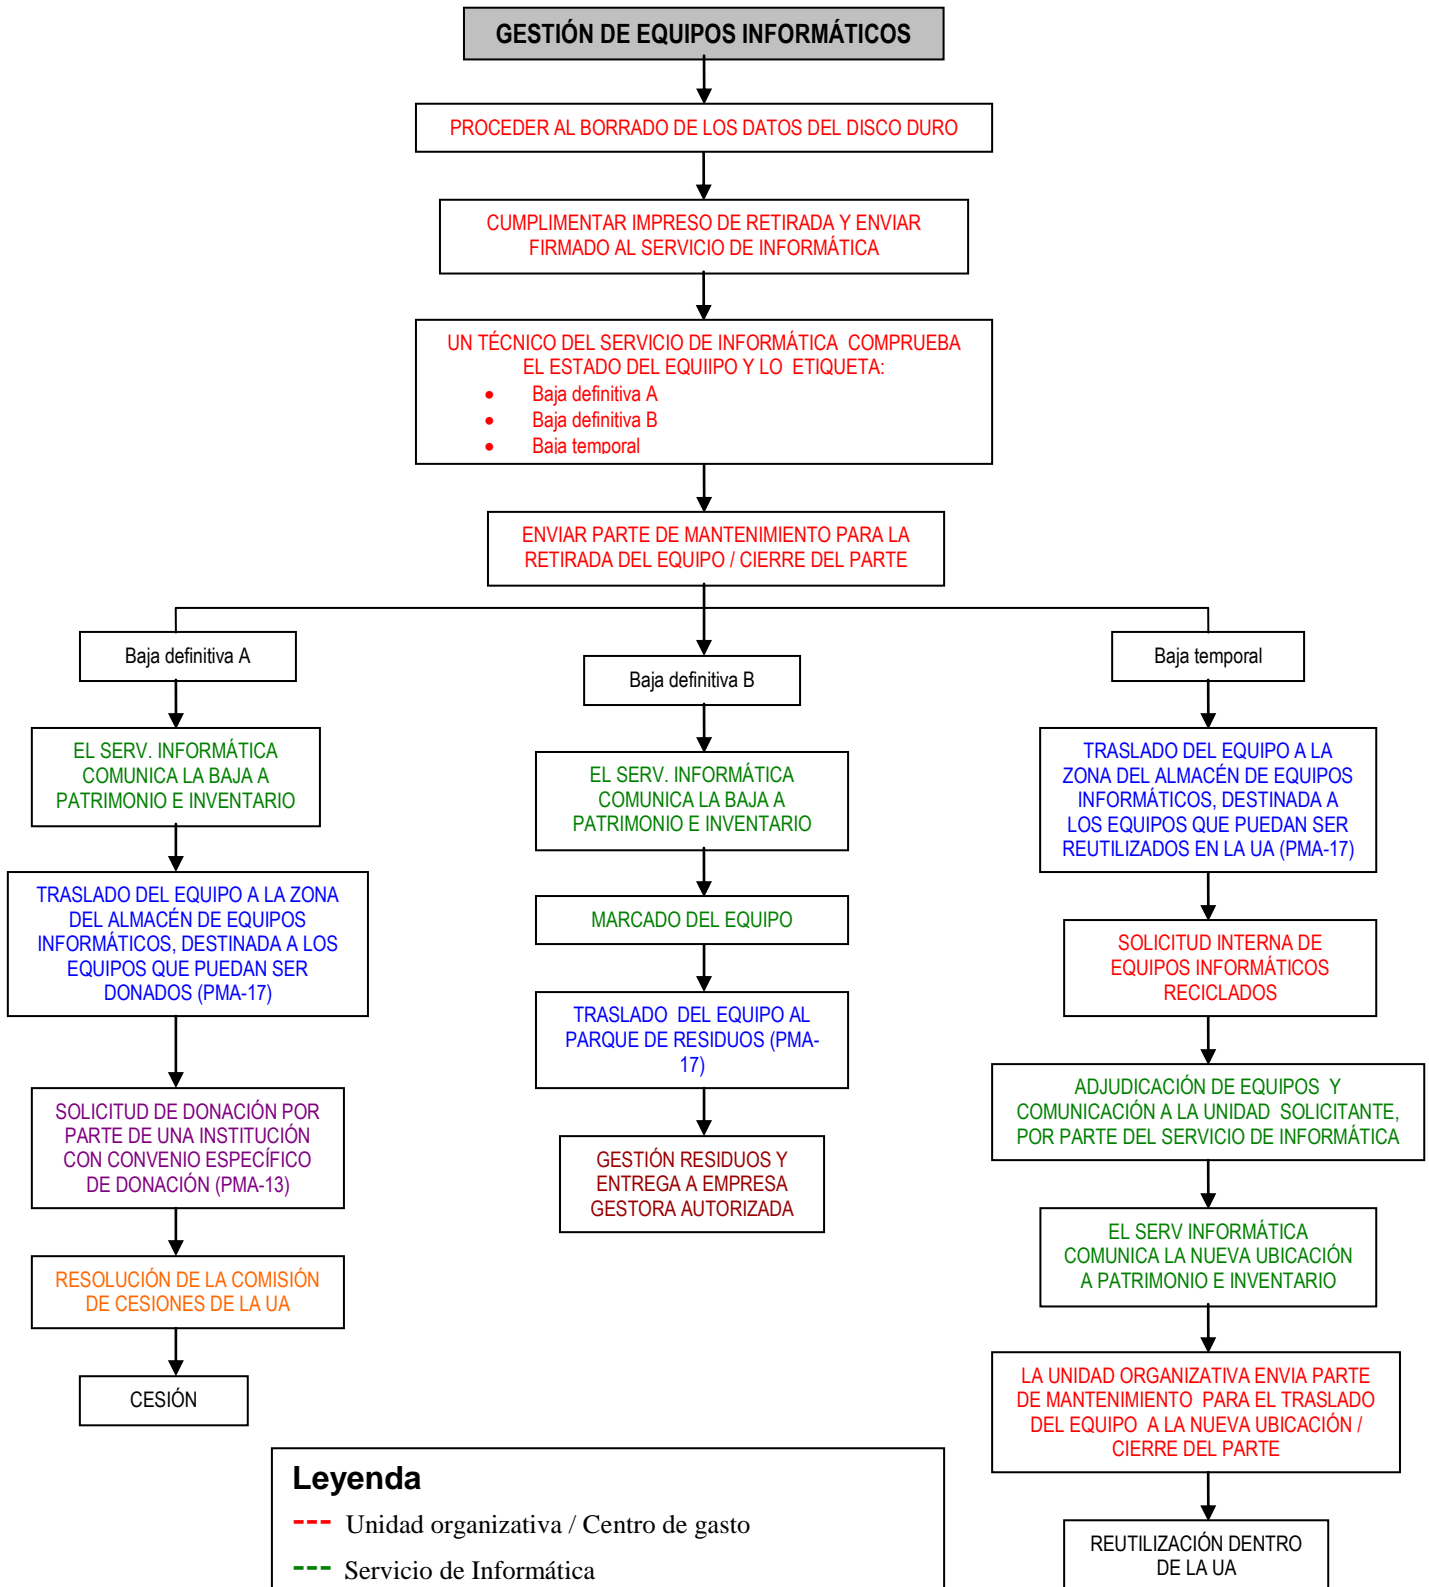 GESTIÓN DE EQUIPOS INFORMÁTICOS
PROCEDER AL BORRADO DE LOS DATOS DEL DISCO DURO
CUMPLIMENTAR IMPRESO DE RETIRADA Y ENVIAR
FIRMADO AL SERVICIO DE INFORMÁTICA
UN TÉCNICO DEL SERVICIO DE INFORMÁTICA COMPRUEBA
EL ESTADO DEL EQUIIPO Y LO ETIQUETA:
• Baja definitiva A
• Baja definitiva B
• Baja temporal
ENVIAR PARTE DE MANTENIMIENTO PARA LA
RETIRADA DEL EQUIPO / CIERRE DEL PARTE
Baja definitiva A
EL SERV. INFORMÁTICA
COMUNICA LA BAJA A
PATRIMONIO E INVENTARIO
TRASLADO DEL EQUIPO A LA ZONA
DEL ALMACÉN DE EQUIPOS
INFORMÁTICOS, DESTINADA A LOS
EQUIPOS QUE PUEDAN SER
DONADOS (PMA-17)
SOLICITUD DE DONACIÓN POR
PARTE DE UNA INSTITUCIÓN
CON CONVENIO ESPECÍFICO
DE DONACIÓN (PMA-13)
RESOLUCIÓN DE LA COMISIÓN
DE CESIONES DE LA UA
CESIÓN
Baja definitiva B
EL SERV. INFORMÁTICA
COMUNICA LA BAJA A
PATRIMONIO E INVENTARIO
MARCADO DEL EQUIPO
TRASLADO DEL EQUIPO AL
PARQUE DE RESIDUOS (PMA-
17)
GESTIÓN RESIDUOS Y
ENTREGA A EMPRESA
GESTORA AUTORIZADA
Baja temporal
TRASLADO DEL EQUIPO A LA
ZONA DEL ALMACÉN DE EQUIPOS
INFORMÁTICOS, DESTINADA A
LOS EQUIPOS QUE PUEDAN SER
REUTILIZADOS EN LA UA (PMA-17)
SOLICITUD INTERNA DE
EQUIPOS INFORMÁTICOS
RECICLADOS
ADJUDICACIÓN DE EQUIPOS Y
COMUNICACIÓN A LA UNIDAD SOLICITANTE,
POR PARTE DEL SERVICIO DE INFORMÁTICA
EL SERV INFORMÁTICA
COMUNICA LA NUEVA UBICACIÓN
A PATRIMONIO E INVENTARIO
LA UNIDAD ORGANIZATIVA ENVIA PARTE
DE MANTENIMIENTO PARA EL TRASLADO
DEL EQUIPO A LA NUEVA UBICACIÓN /
CIERRE DEL PARTE
REUTILIZACIÓN DENTRO
DE LA UA
Leyenda
--- Unidad organizativa / Centro de gasto
--- Servicio de Informática